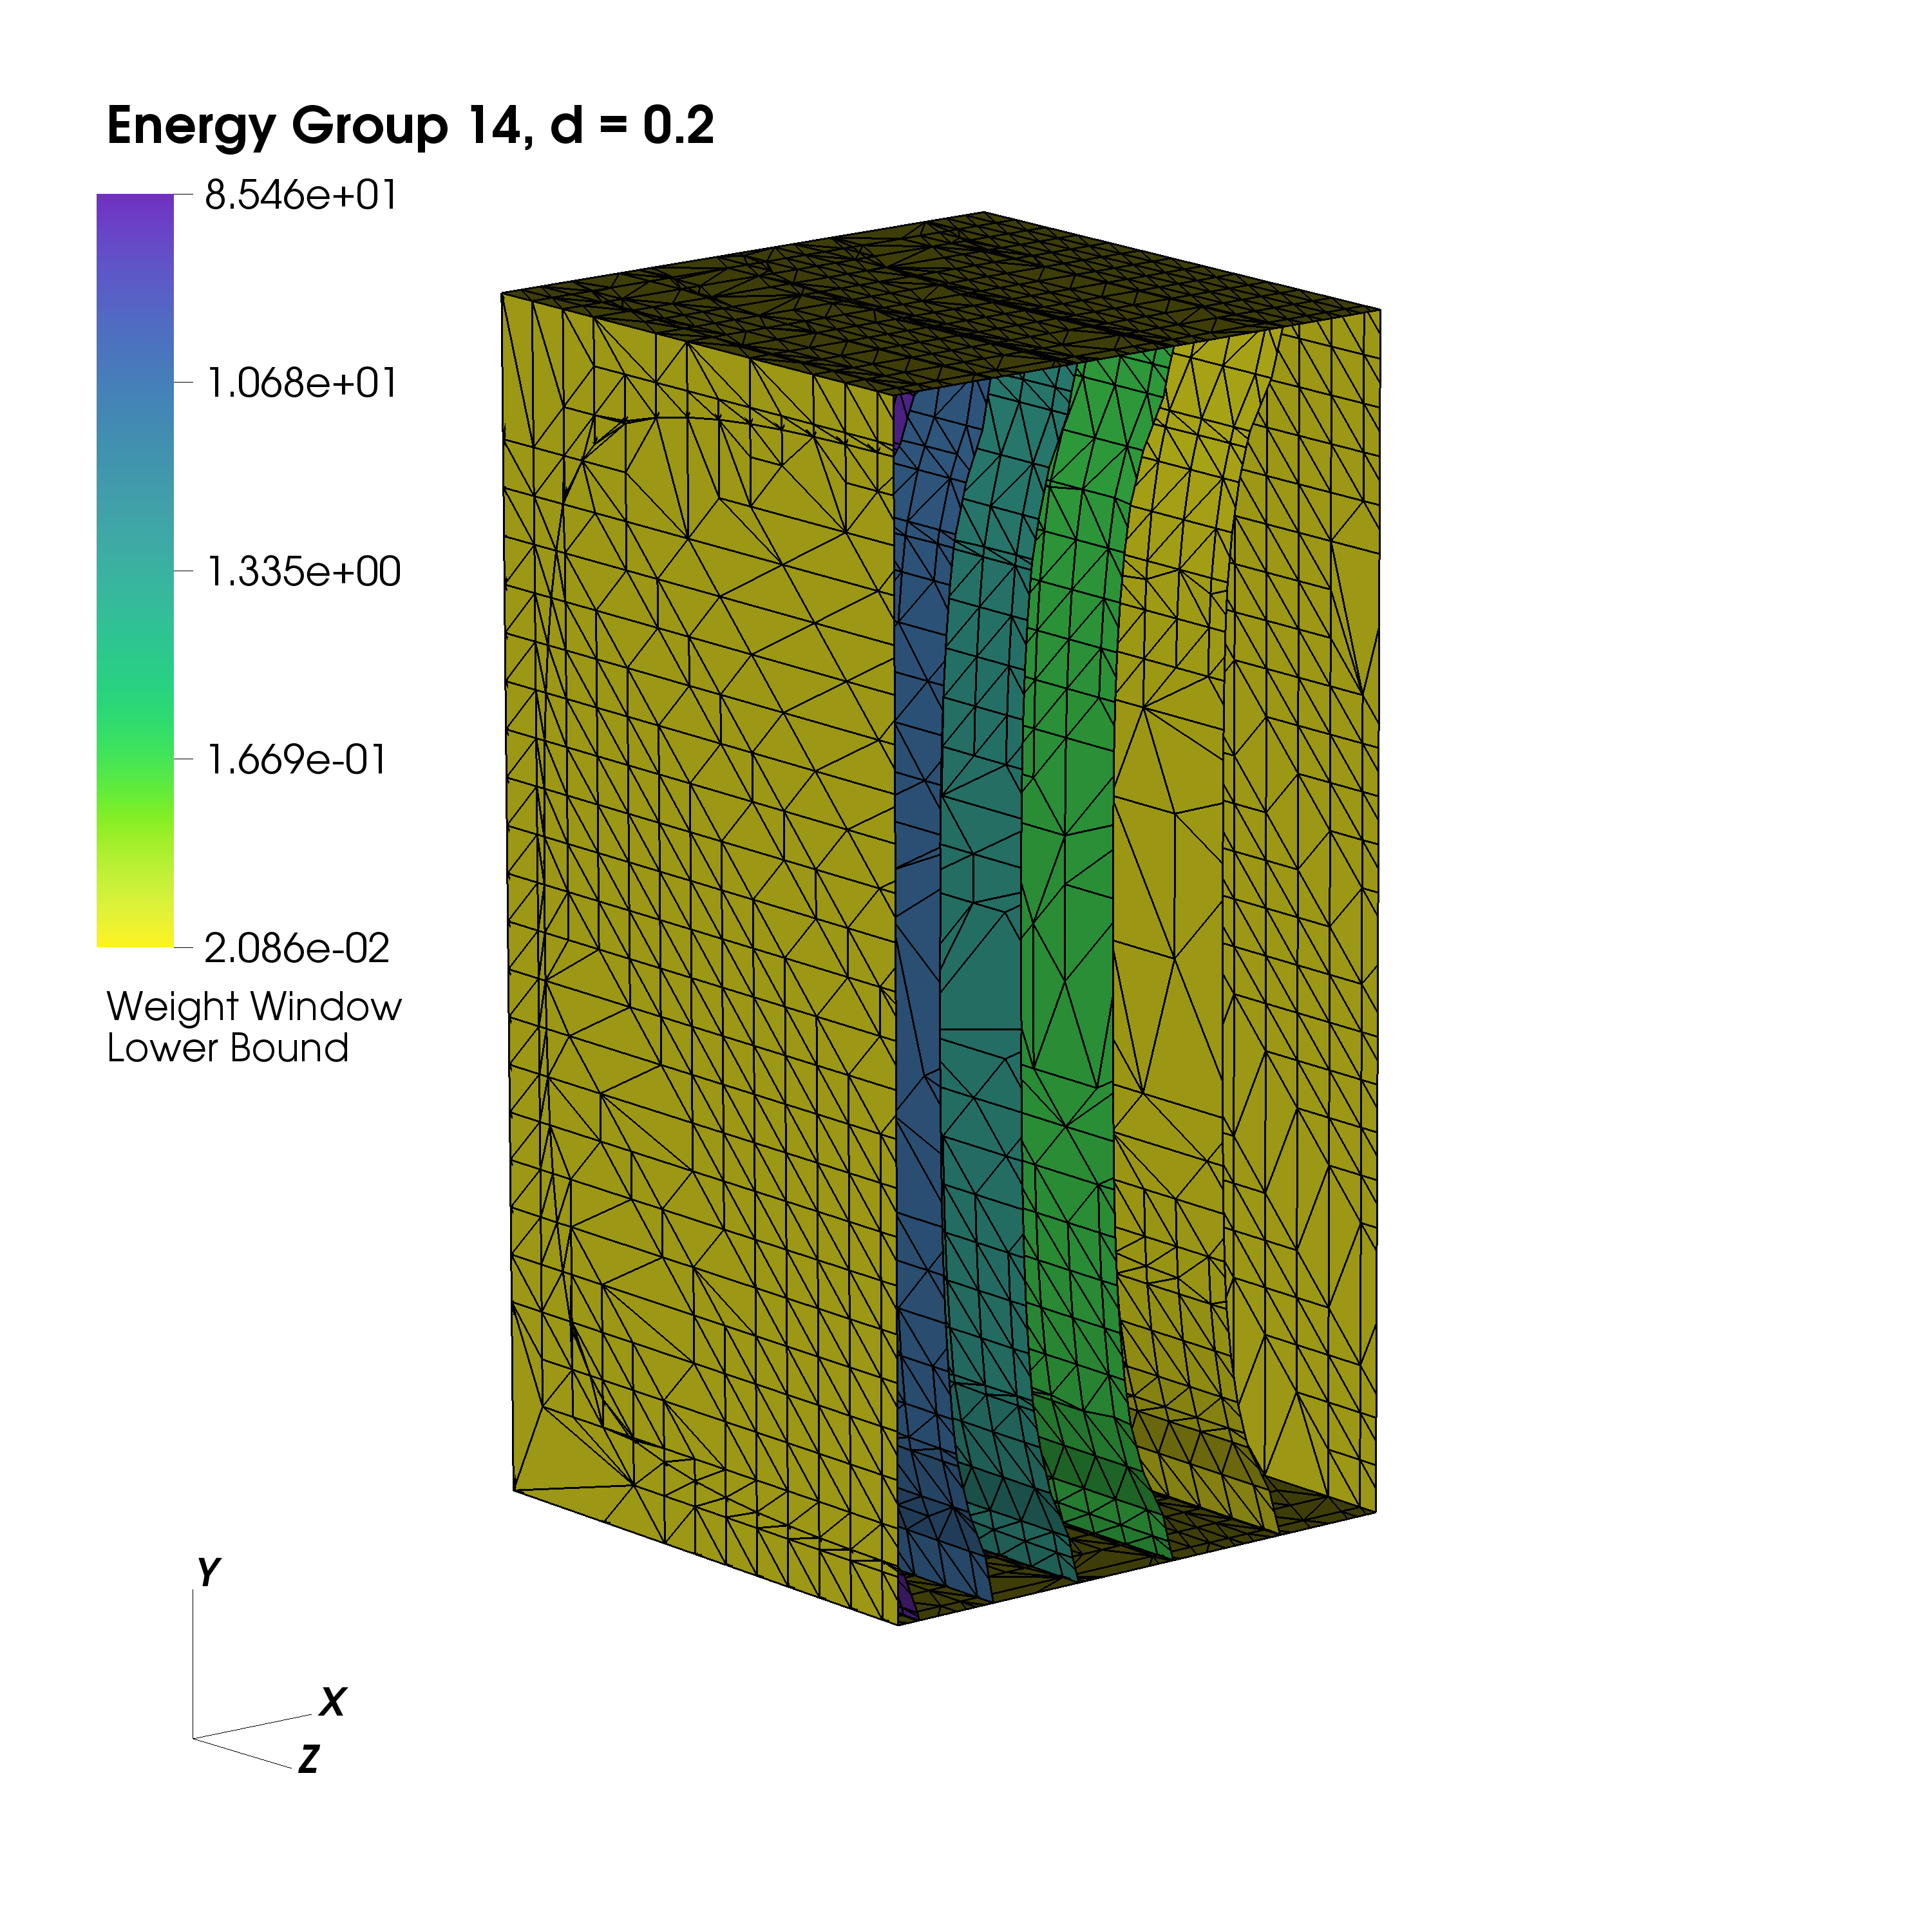 Energy Group 14, d = 0.2
8.546e+01
1.068e+01
1.335e+00
1.669e-01
2.086e-02
Weight Window
Lower Bound
Y
X
Z